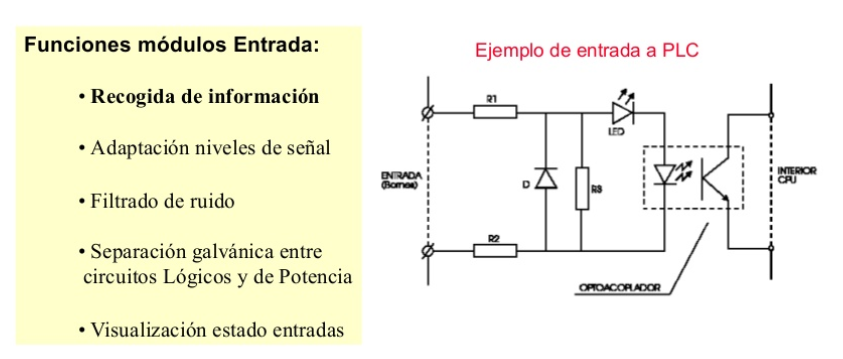 Funciones módulos Entrada:
• Recogida de información
• Adaptación niveles de señal
• Filtrado de ruido
• Separación galvánica entre
circuitos Lógicos y de Potencia
• Visualización estado entradas
Ejemplo de entrada a PLC
R1
LED
ENTRADA
(Bornes)
D
R3
INTERIOR
CPU
R2
OPTOACOPLADOR